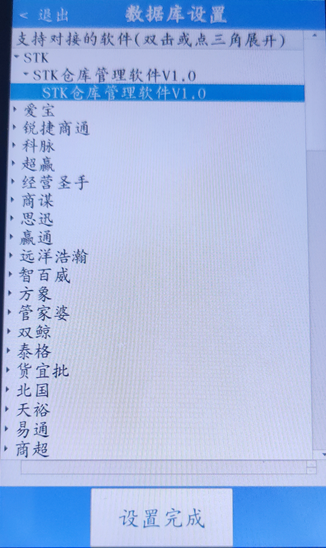 < 退出 数据库设置
支持对接的软件(双击或点三角展开)
STK
STK仓库管理软件V1.0
STK仓库管理软件V1.0
爱宝
锐捷商通
科脉
超赢
经营圣手
商谋
思迅
赢通
远洋浩瀚
智百威
方象
管家婆
双鲸
泰格
货宜批
北国
天裕
易通
商超
设置完成